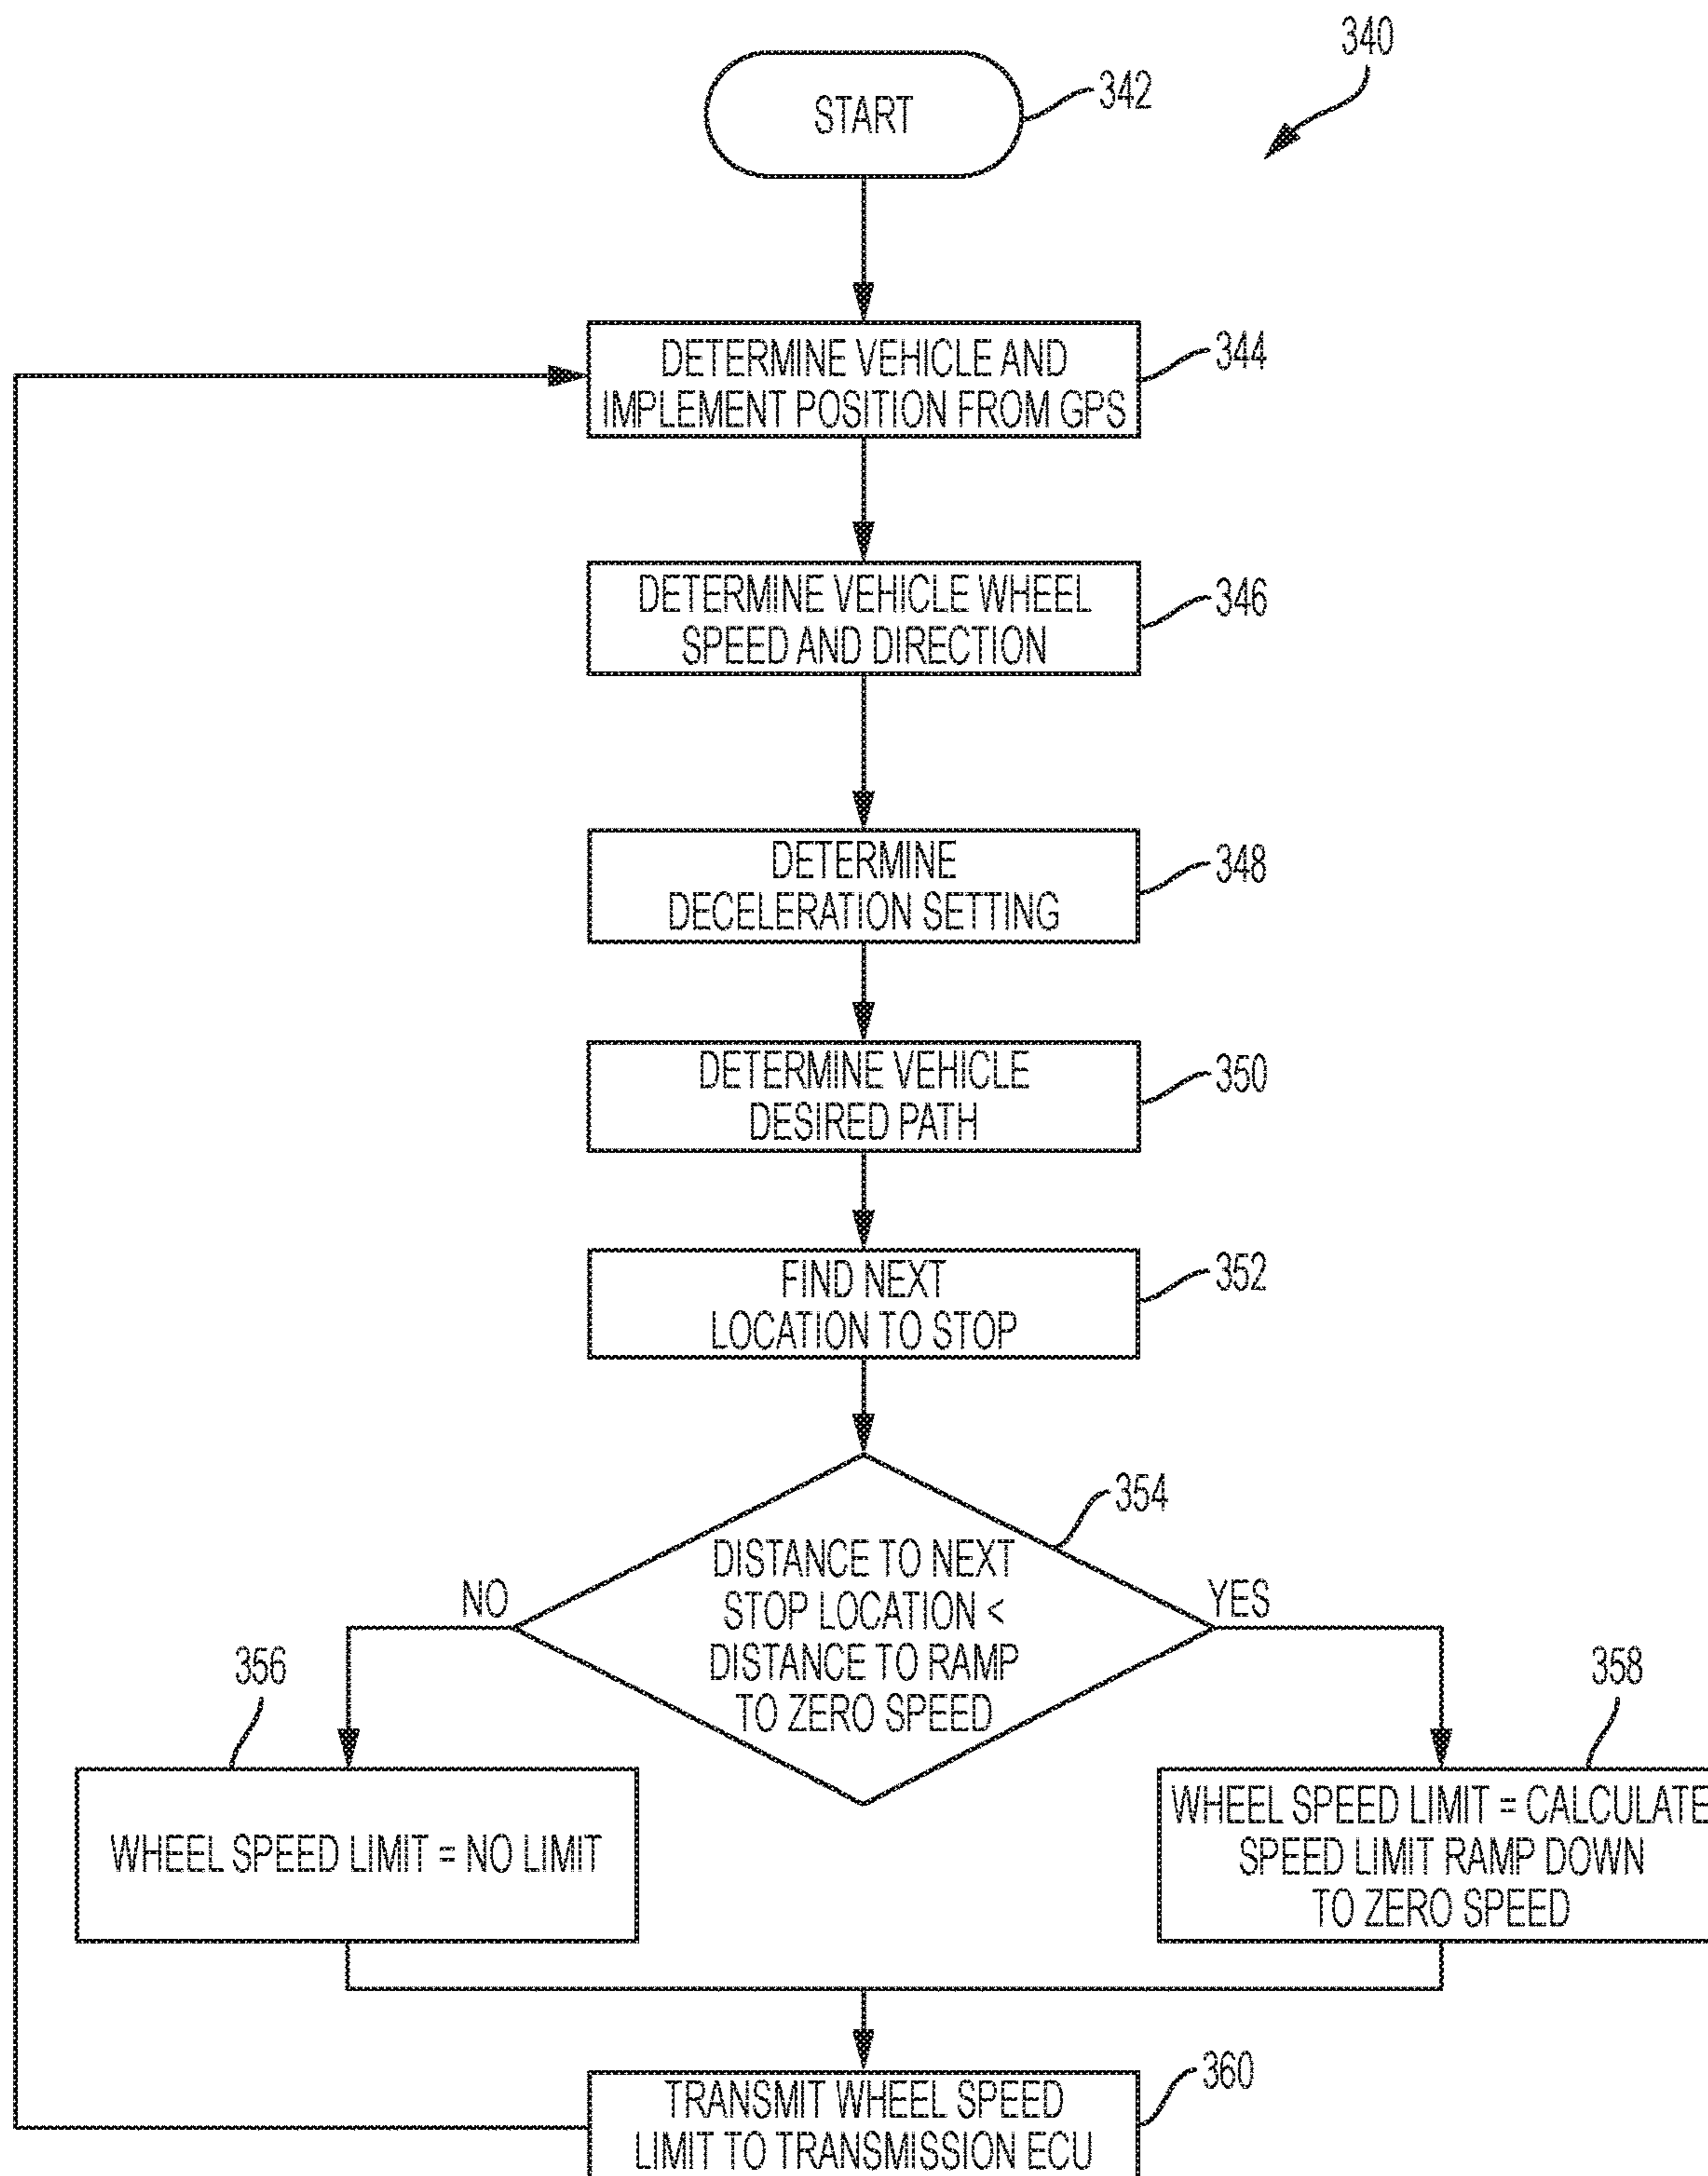 340
START
342
DETERMINE VEHICLE AND
IMPLEMENT POSITION FROM GPS
344
DETERMINE VEHICLE WHEEL
SPEED AND DIRECTION
346
DETERMINE
DECELERATION SETTING
348
DETERMINE VEHICLE
DESIRED PATH
350
FIND NEXT
LOCATION TO STOP
352
354
DISTANCE TO NEXT
STOP LOCATION <
DISTANCE TO RAMP
TO ZERO SPEED
NO
YES
356
WHEEL SPEED LIMIT = NO LIMIT
358
WHEEL SPEED LIMIT = CALCULATE
SPEED LIMIT RAMP DOWN
TO ZERO SPEED
TRANSMIT WHEEL SPEED
LIMIT TO TRANSMISSION ECU
360